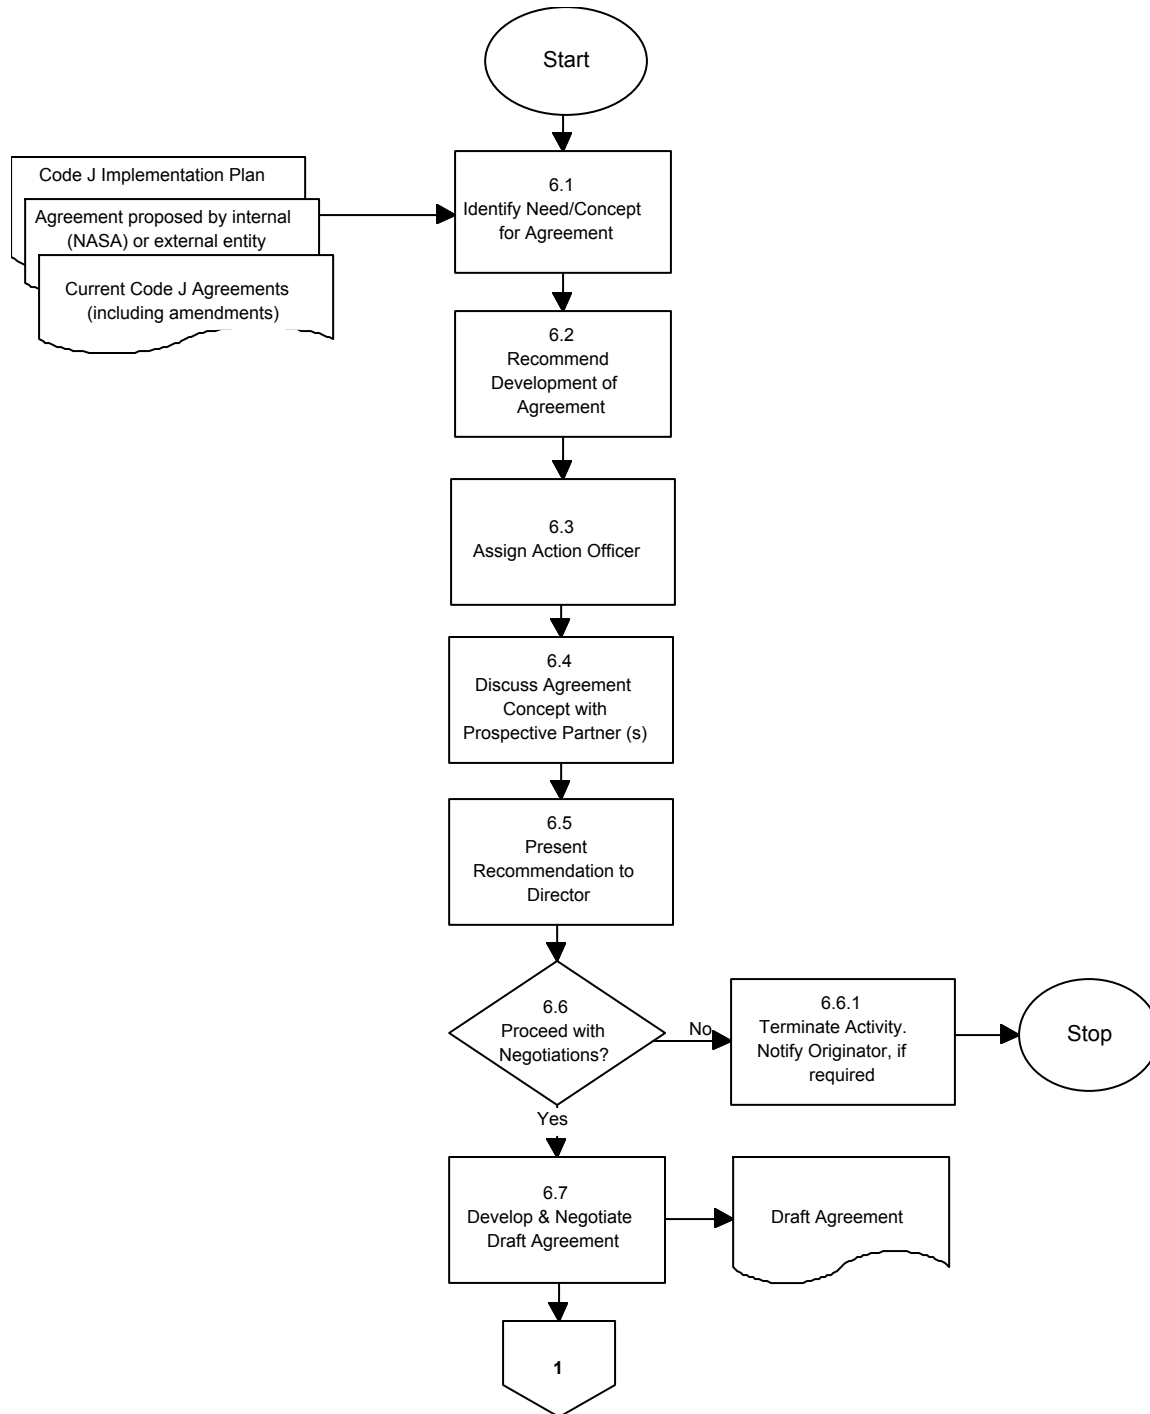 Start
Code J Implementation Plan
Agreement proposed by internal
(NASA) or external entity
Current Code J Agreements
(including amendments)
6.1
Identify Need/Concept
for Agreement
6.2
Recommend
Development of
Agreement
6.3
Assign Action Officer
6.4
Discuss Agreement
Concept with
Prospective Partner (s)
6.5
Present
Recommendation to
Director
6.6
Proceed with
Negotiations?
No
6.6.1
Terminate Activity.
Notify Originator, if
required
Stop
Yes
6.7
Develop & Negotiate
Draft Agreement
Draft Agreement
1